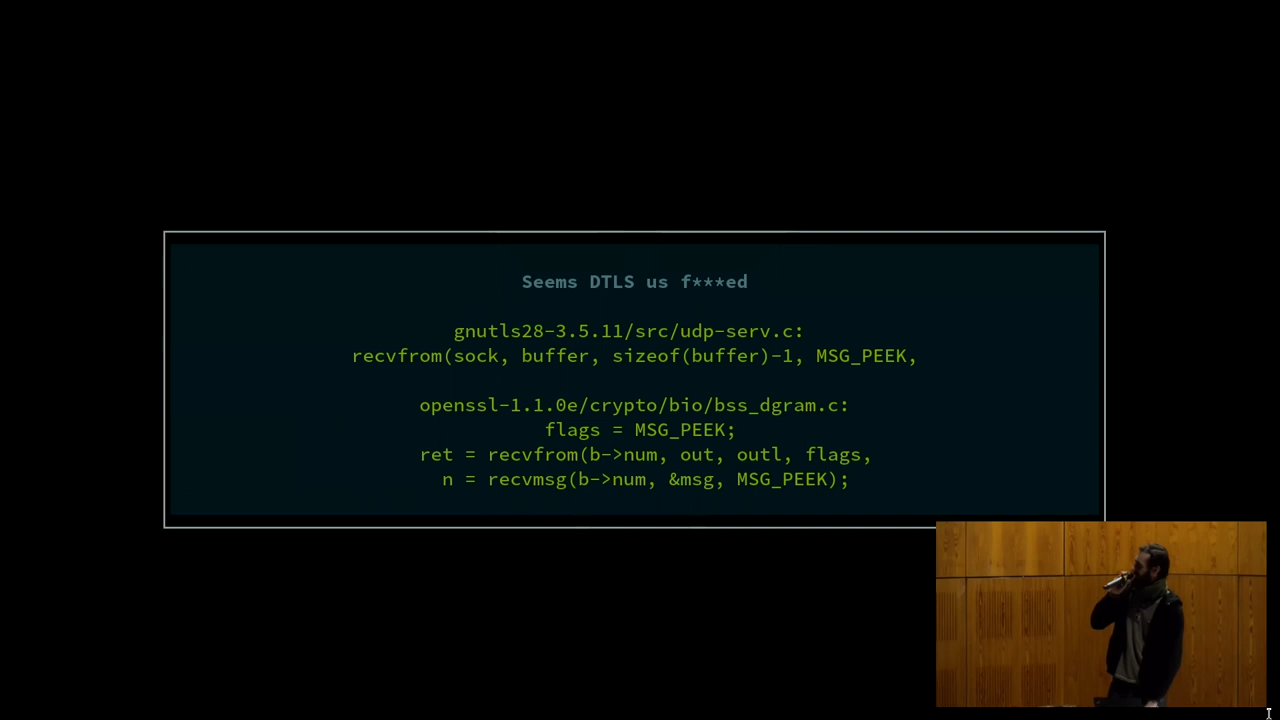 Seems DTLS us f***ed
gnutls28-3.5.11/src/udp-serv.c:
recvfrom(sock, buffer, sizeof(buffer)-1, MSG_PEEK,
openssl-1.1.0e/crypto/bio/bss_dgram.c:
flags = MSG_PEEK;
ret = recvfrom(b->num, out, outl, flags,
n = recvmsg(b->num, &msg, MSG_PEEK);